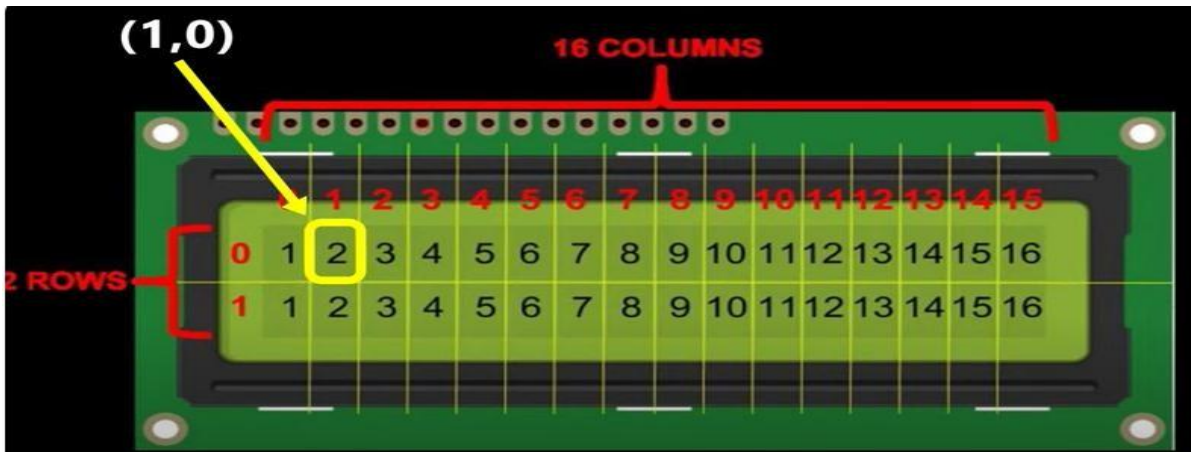 (1,0)
16 COLUMNS
1 2 3 4 5 6 7 8 9 10 11 12 13 14 15
0 1 2 3 4 5 6 7 8 9 10 11 12 13 14 15 16
2 ROWS
1 1 2 3 4 5 6 7 8 9 10 11 12 13 14 15 16